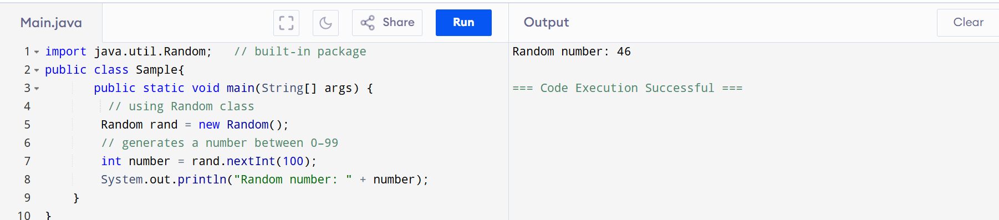 Main.java
Share
Run
Output
Clear
1 import java.util.Random;   // built-in package
2 public class Sample{
3        public static void main(String[] args) {
4         // using Random class
5        Random rand = new Random();
6        // generates a number between 0–99
7        int number = rand.nextInt(100);
8        System.out.println("Random number: " + number);
9    }
10 }
Random number: 46
=== Code Execution Successful ===